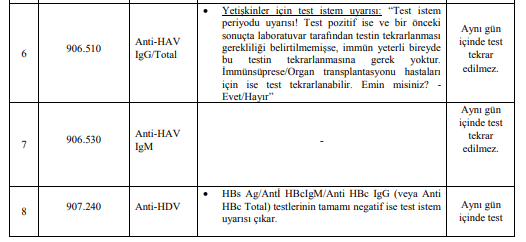 6
906.510
Anti-HAV
IgG/Total
• Yetişkinler için test istem uyarısı: “Test istem
periyodu uyarısı! Test pozitif ise ve bir önceki
sonuçta laboratuvar tarafından testin tekrarlanması
gerekliliği belirtilmemişse, immün yeterli bireyde
bu testin tekrarlanmasına gerek yoktur.
İmmünsüprese/Organ transplantasyonu hastaları
için ise test tekrarlanabilir. Emin misiniz? -
Evet/Hayır”
Aynı gün
içinde test
tekrar
edilmez.
7
906.530
Anti-HAV
IgM
-
Aynı gün
içinde test
tekrar
edilmez.
8
907.240
Anti-HDV
• HBs Ag/Antİ HBcIgM/Anti HBc IgG (veya Anti
HBc Total) testlerinin tamamı negatif ise test istem
uyarısı çıkar.
Aynı gün
içinde test